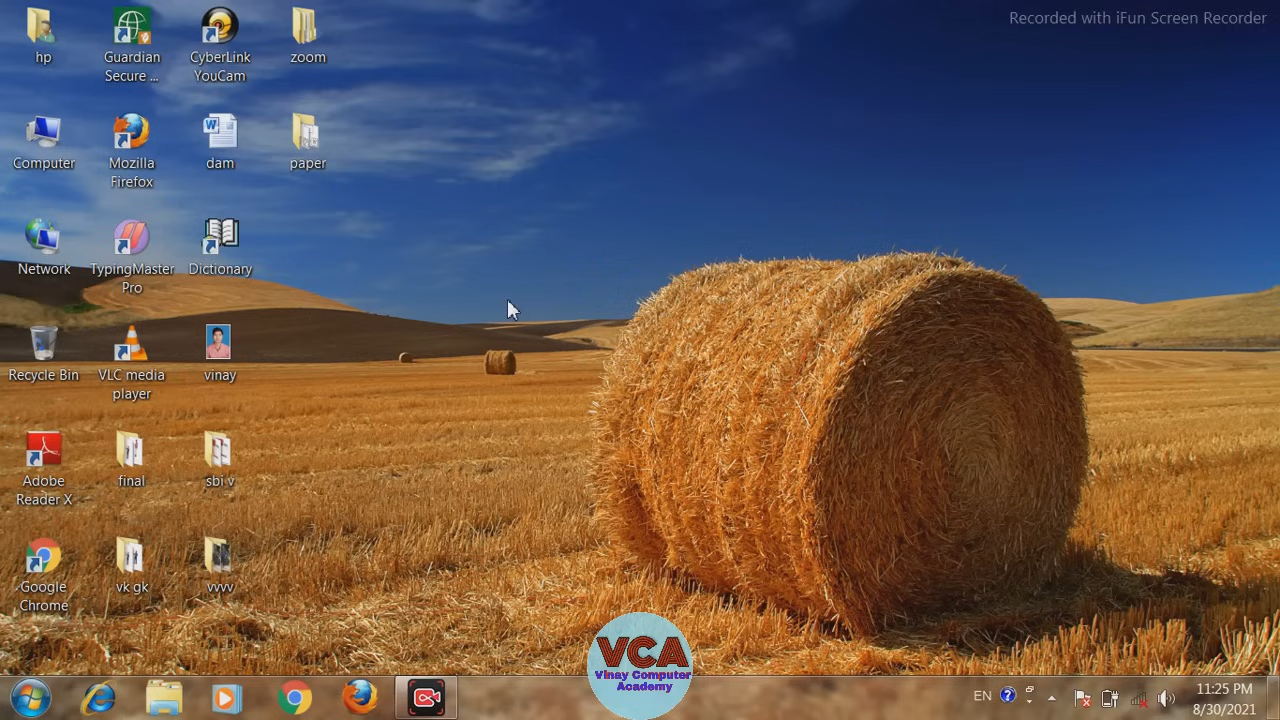 Recorded with iFun Screen Recorder
hp
Guardian
Secure ...
CyberLink
YouCam
zoom
Computer
Mozilla
Firefox
dam
paper
Network
TypingMaster
Pro
Dictionary
Recycle Bin
VLC media
player
vinay
Adobe
Reader X
final
sbi v
Google
Chrome
vk gk
vvvv
VCA
Vinay Computer
Academy
EN
11:25 PM
8/30/2021